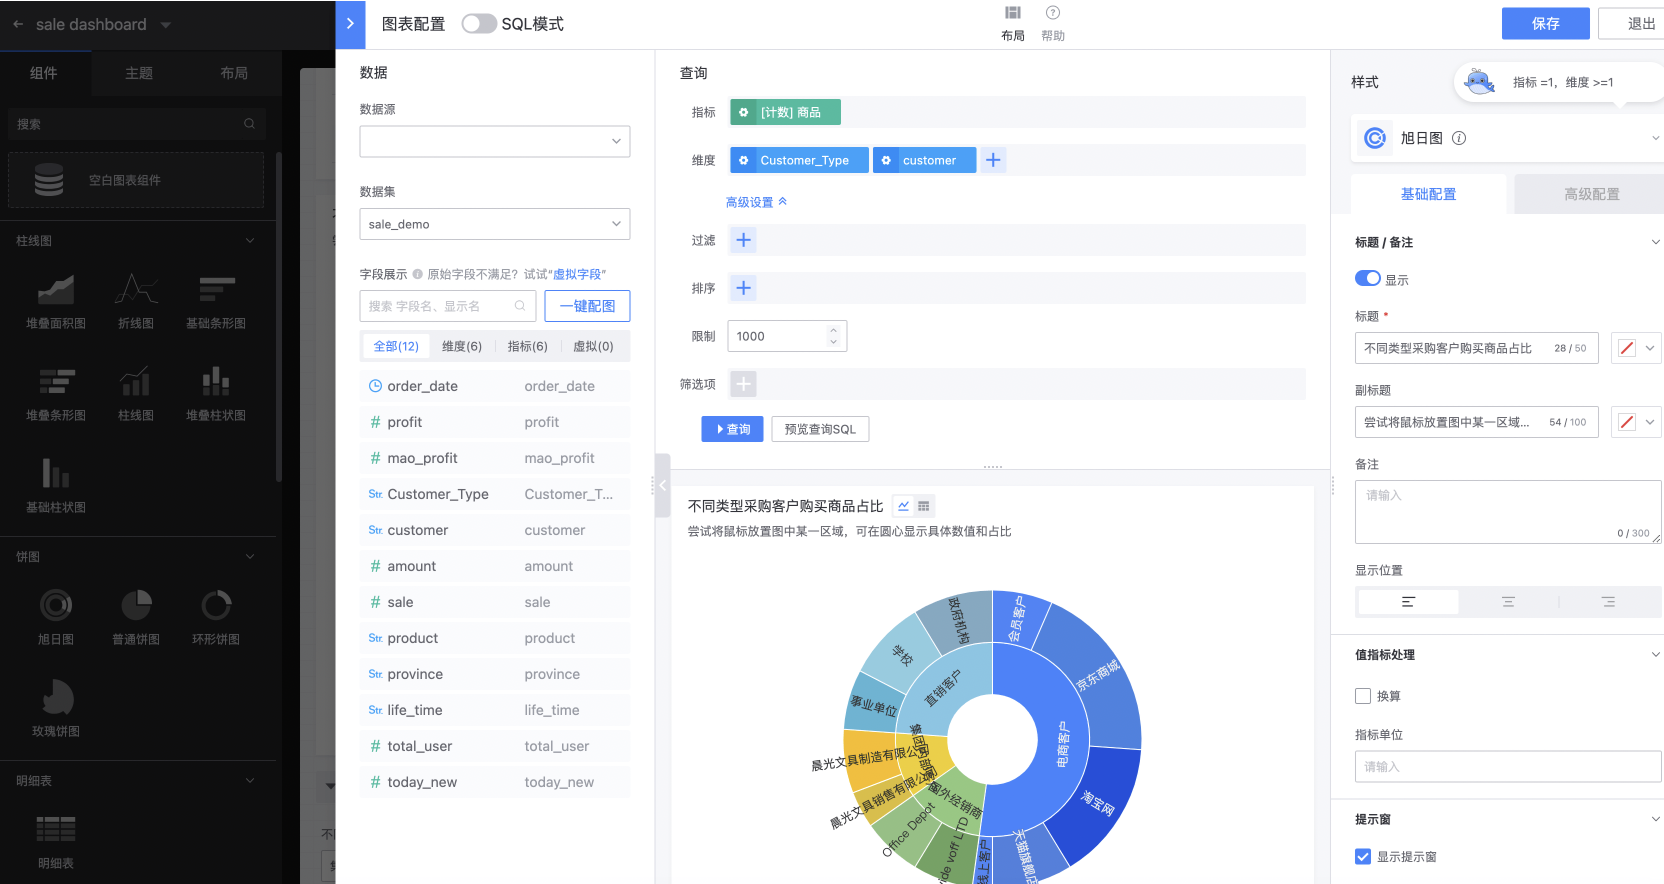 sale dashboard
图表配置
SQL模式
布局
帮助
保存
退出
组件
主题
布局
搜索
空白图表组件
柱线图
堆叠面积图
折线图
基础条形图
堆叠条形图
柱线图
堆叠柱状图
基础柱状图
饼图
旭日图
普通饼图
环形饼图
玫瑰饼图
明细表
明细表
数据
数据源
数据集
sale_demo
字段展示 原始字段不满足？试试“虚拟字段”
搜索 字段名、显示名
一键配图
全部(12)
维度(6)
指标(6)
虚拟(0)
order_date order_date
# profit profit
# mao_profit mao_profit
Str. Customer_Type Customer_T...
Str. customer customer
# amount amount
# sale sale
Str. product product
Str. province province
Str. life_time life_time
# total_user total_user
# today_new today_new
查询
指标
[计数] 商品
维度
Customer_Type
customer
高级设置
过滤
排序
限制
1000
筛选项
查询
预览查询SQL
不同类型采购客户购买商品占比
尝试将鼠标放置图中某一区域，可在圆心显示具体数值和占比
会员客户
京东商城
淘宝网
天猫旗舰店
电商客户
线上客户
Office Depot
国外经销商
晨光文具销售有限公司
晨光文具制造有限公司
事业单位
学校
政府机构
直销客户
样式
指标 =1，维度 >=1
旭日图
基础配置
高级配置
标题 / 备注
显示
标题 *
不同类型采购客户购买商品占比
28 / 50
副标题
尝试将鼠标放置图中某一区域...
54 / 100
备注
请输入
0 / 300
显示位置
值指标处理
换算
指标单位
请输入
提示窗
显示提示窗